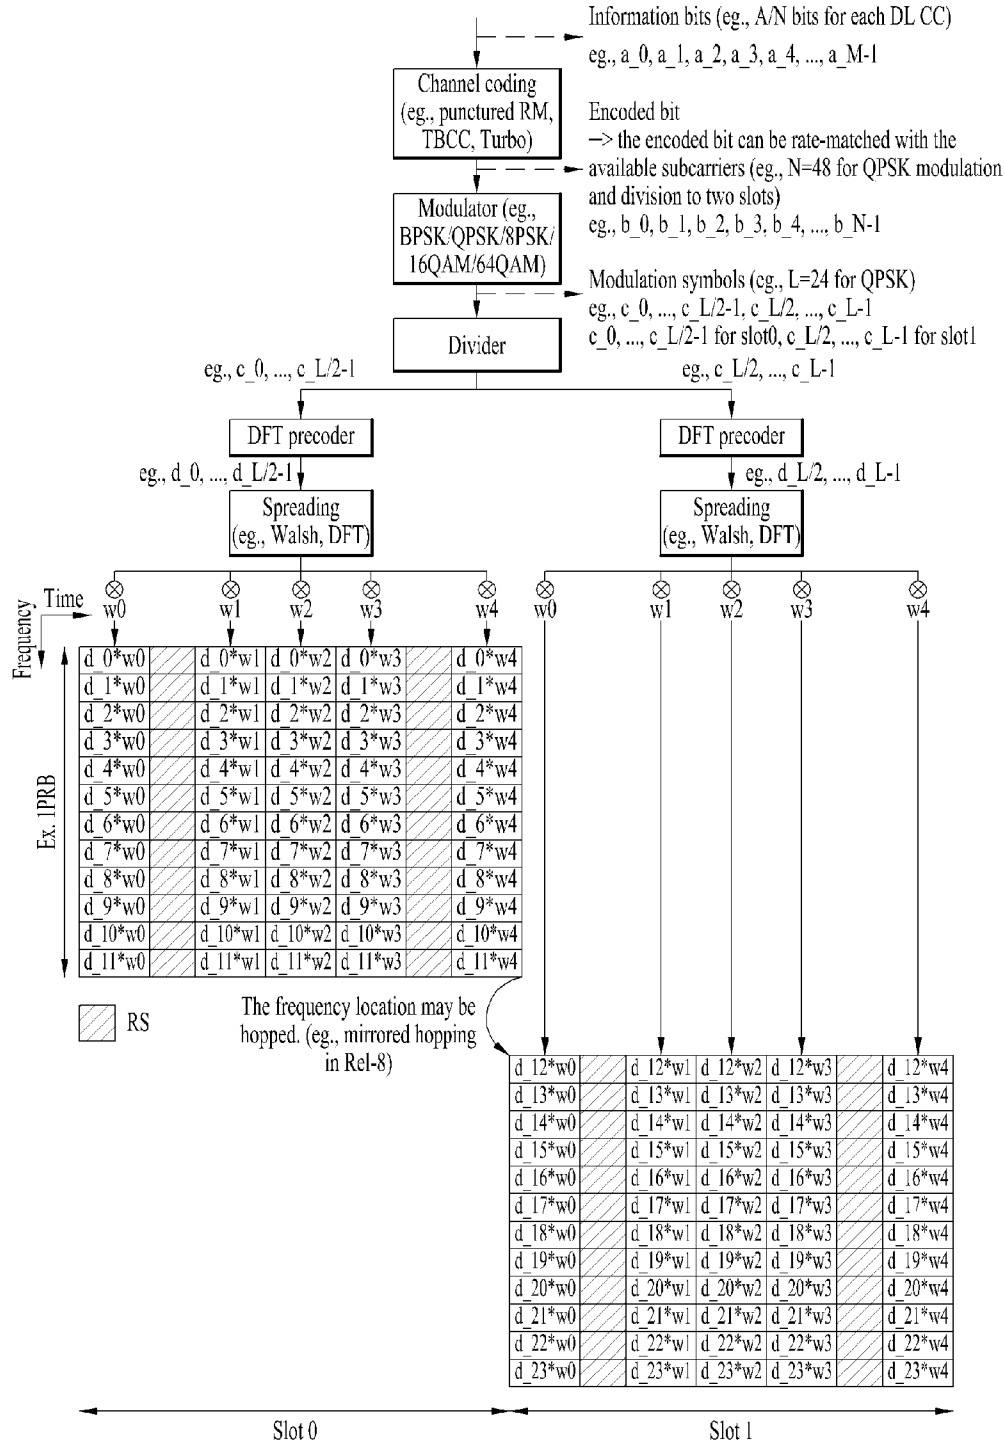 Information bits (eg., A/N bits for each DL CC)
eg., a_0, a_1, a_2, a_3, a_4, ..., a_M-1
Channel coding
(eg., punctured RM,
TBCC, Turbo)
Encoded bit
—> the encoded bit can be rate-matched with the
available subcarriers (eg., N=48 for QPSK modulation
and division to two slots)
eg., b_0, b_1, b_2, b_3, b_4, ..., b_N-1
Modulator (eg.,
BPSK/QPSK/8PSK/
16QAM/64QAM)
Modulation symbols (eg., L=24 for QPSK)
eg., c_0, ..., c_L/2-1, c_L/2, ..., c_L-1
c_0, ..., c_L/2-1 for slot0, c_L/2, ..., c_L-1 for slot1
Divider
eg., c_0, ..., c_L/2-1
eg., c_L/2, ..., c_L-1
DFT precoder
DFT precoder
eg., d_0, ..., d_L/2-1
eg., d_L/2, ..., d_L-1
Spreading
(eg., Walsh, DFT)
Spreading
(eg., Walsh, DFT)
Frequency
Time
w0 w1 w2 w3 w4
w0 w1 w2 w3 w4
Ex. 1PRB
d_0*w0 d_0*w1 d_0*w2 d_0*w3 d_0*w4
d_1*w0 d_1*w1 d_1*w2 d_1*w3 d_1*w4
d_2*w0 d_2*w1 d_2*w2 d_2*w3 d_2*w4
d_3*w0 d_3*w1 d_3*w2 d_3*w3 d_3*w4
d_4*w0 d_4*w1 d_4*w2 d_4*w3 d_4*w4
d_5*w0 d_5*w1 d_5*w2 d_5*w3 d_5*w4
d_6*w0 d_6*w1 d_6*w2 d_6*w3 d_6*w4
d_7*w0 d_7*w1 d_7*w2 d_7*w3 d_7*w4
d_8*w0 d_8*w1 d_8*w2 d_8*w3 d_8*w4
d_9*w0 d_9*w1 d_9*w2 d_9*w3 d_9*w4
d_10*w0 d_10*w1 d_10*w2 d_10*w3 d_10*w4
d_11*w0 d_11*w1 d_11*w2 d_11*w3 d_11*w4
RS
The frequency location may be
hopped. (eg., mirrored hopping
in Rel-8)
d_12*w0 d_12*w1 d_12*w2 d_12*w3 d_12*w4
d_13*w0 d_13*w1 d_13*w2 d_13*w3 d_13*w4
d_14*w0 d_14*w1 d_14*w2 d_14*w3 d_14*w4
d_15*w0 d_15*w1 d_15*w2 d_15*w3 d_15*w4
d_16*w0 d_16*w1 d_16*w2 d_16*w3 d_16*w4
d_17*w0 d_17*w1 d_17*w2 d_17*w3 d_17*w4
d_18*w0 d_18*w1 d_18*w2 d_18*w3 d_18*w4
d_19*w0 d_19*w1 d_19*w2 d_19*w3 d_19*w4
d_20*w0 d_20*w1 d_20*w2 d_20*w3 d_20*w4
d_21*w0 d_21*w1 d_21*w2 d_21*w3 d_21*w4
d_22*w0 d_22*w1 d_22*w2 d_22*w3 d_22*w4
d_23*w0 d_23*w1 d_23*w2 d_23*w3 d_23*w4
Slot 0
Slot 1